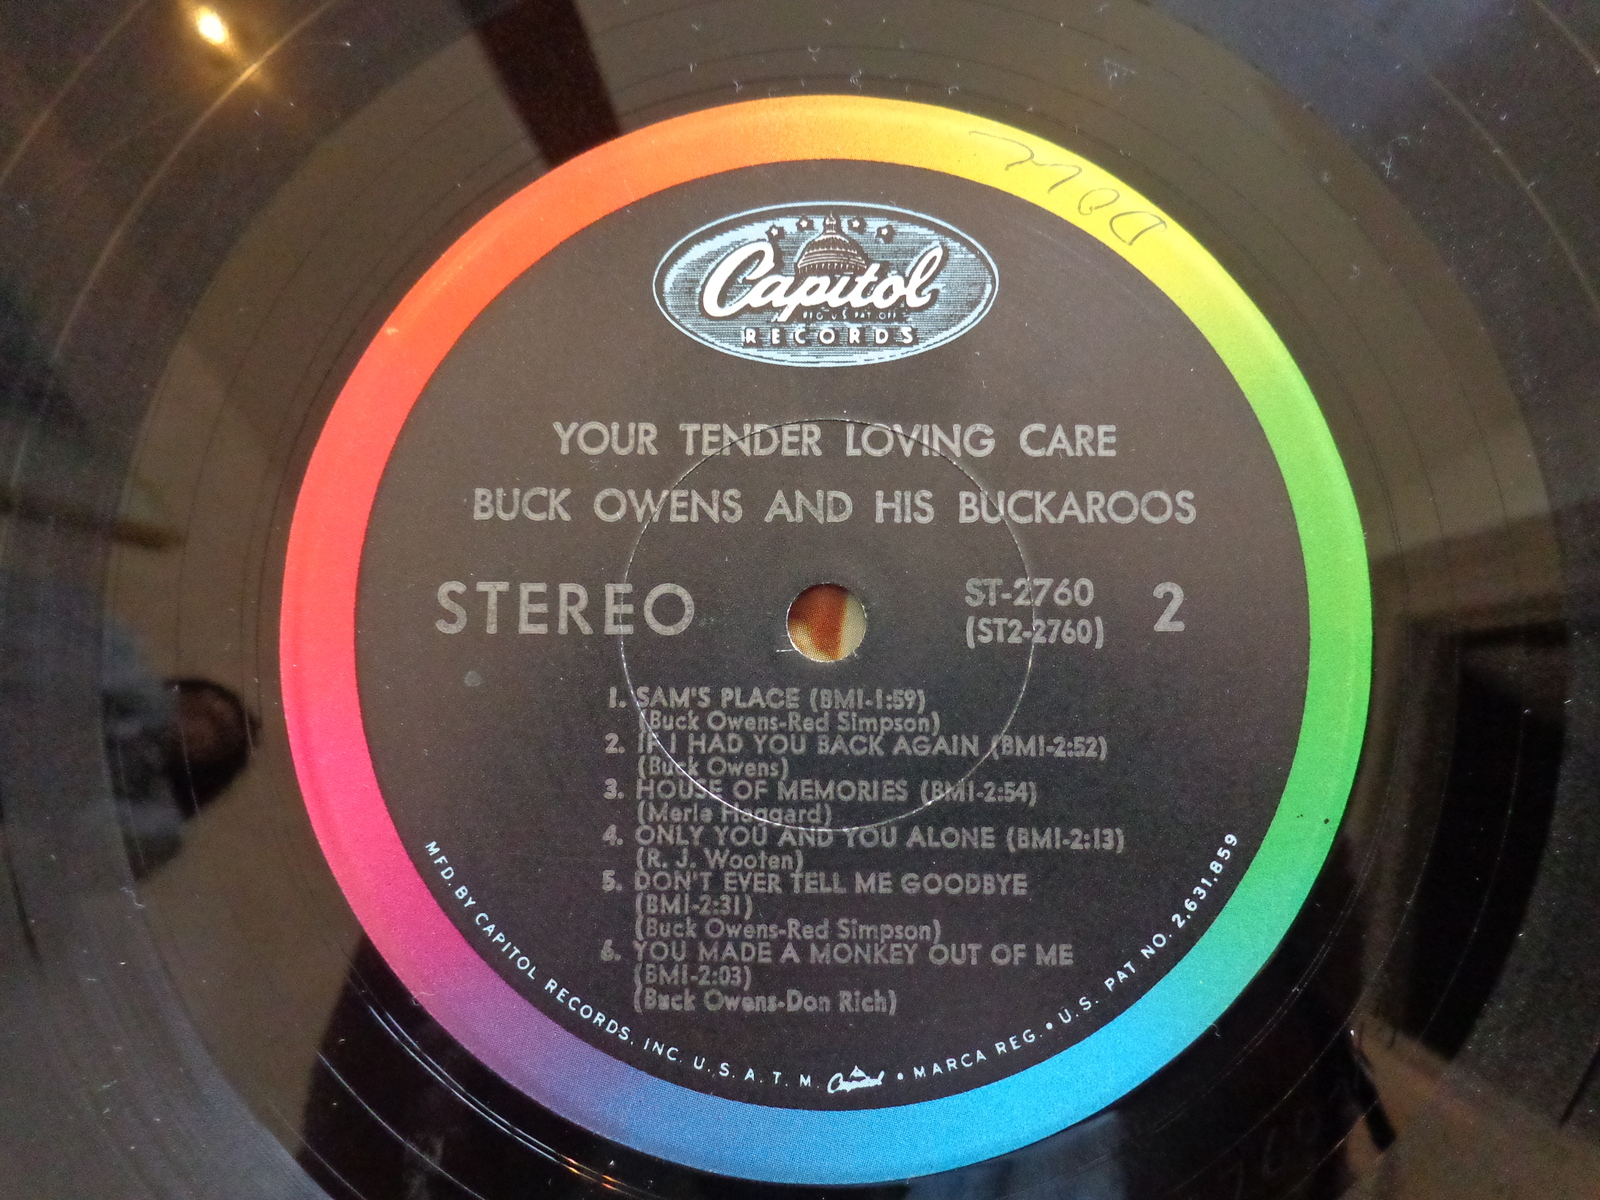 Capitol
REG. U.S. PAT. OFF.
RECORDS
YOUR TENDER LOVING CARE
BUCK OWENS AND HIS BUCKAROOS
STEREO
ST-2760
(ST2-2760)
2
1. SAM'S PLACE (BMI-1:59)
(Buck Owens-Red Simpson)
2. IF I HAD YOU BACK AGAIN (BMI-2:52)
(Buck Owens)
3. HOUSE OF MEMORIES (BMI-2:54)
(Merle Haggard)
4. ONLY YOU AND YOU ALONE (BMI-2:13)
(R. J. Wooten)
5. DON'T EVER TELL ME GOODBYE
(BMI-2:31)
(Buck Owens-Red Simpson)
6. YOU MADE A MONKEY OUT OF ME
(BMI-2:03)
(Buck Owens-Don Rich)
MFD. BY CAPITOL RECORDS, INC. U.S.A. T.M. Capitol • MARCA REG. • U.S. PAT. NO. 2,631,859